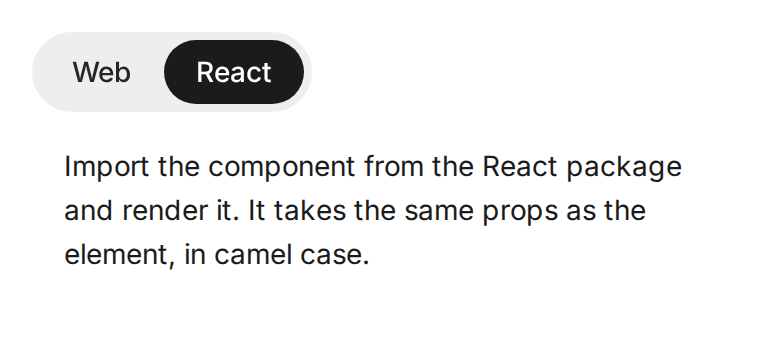 Web
React
Import the component from the React package
and render it. It takes the same props as the
element, in camel case.